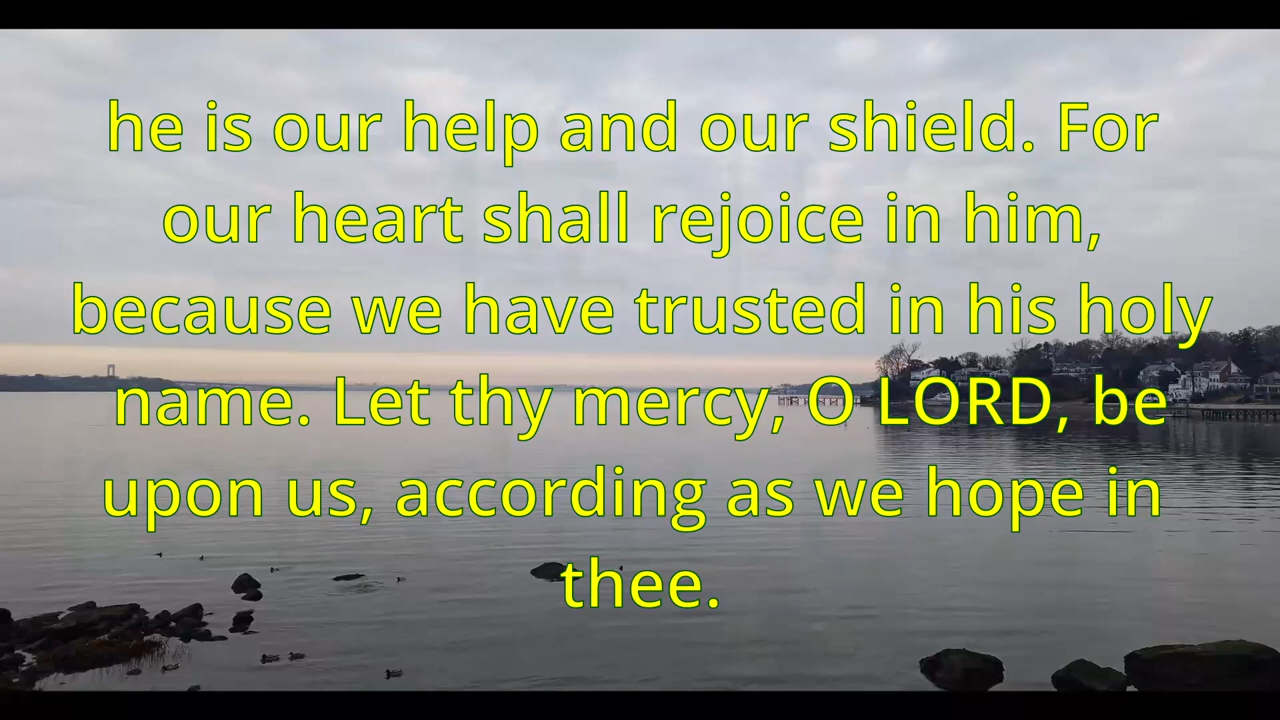 he is our help and our shield. For
our heart shall rejoice in him,
because we have trusted in his holy
name. Let thy mercy, O LORD, be
upon us, according as we hope in
thee.